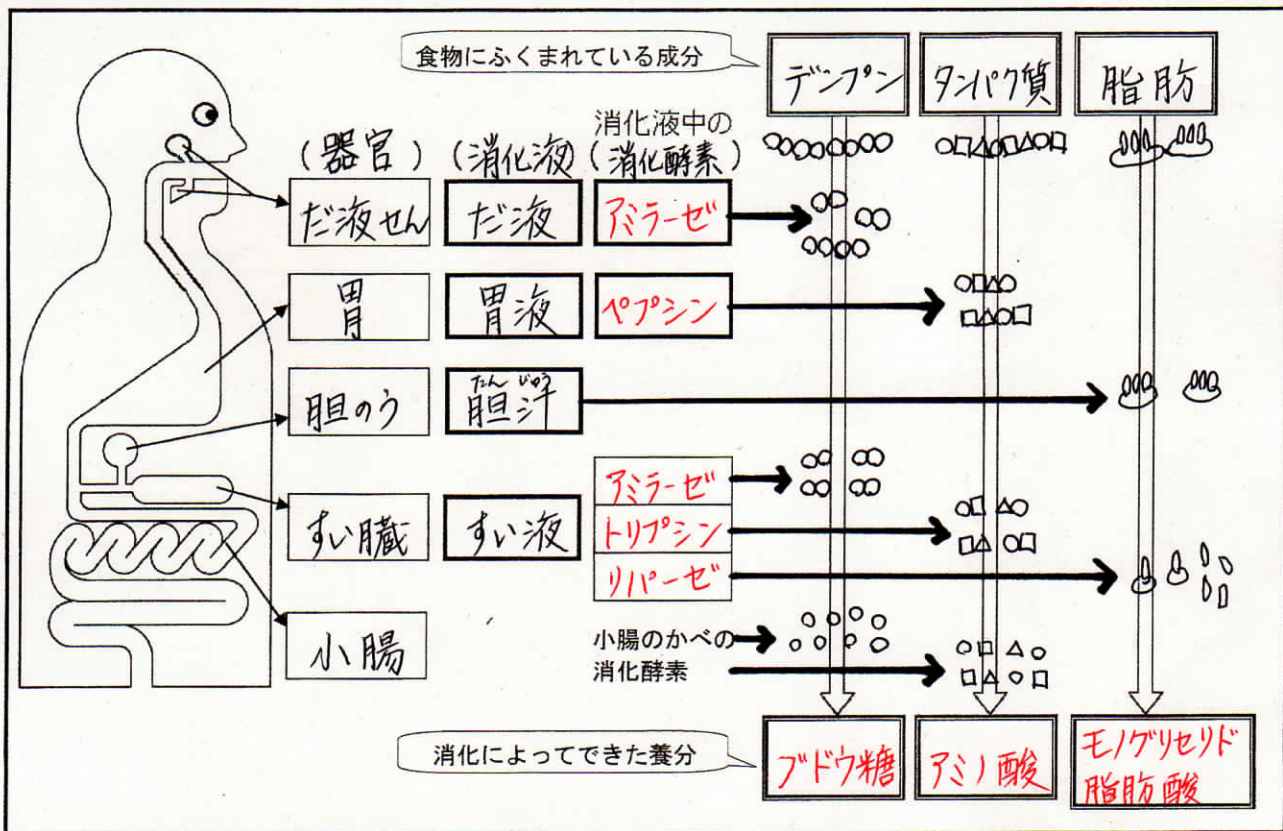 食物にふくまれている成分
デンプン
タンパク質
脂肪
(器官)
(消化液)
消化液中の
(消化酵素)
だ液せん
だ液
アミラーゼ
胃
胃液
ペプシン
胆のう
たんじゅう
胆汁
すい臓
すい液
アミラーゼ
トリプシン
リパーゼ
小腸
小腸のかべの
消化酵素
消化によってできた養分
ブドウ糖
アミノ酸
モノグリセリド
脂肪酸